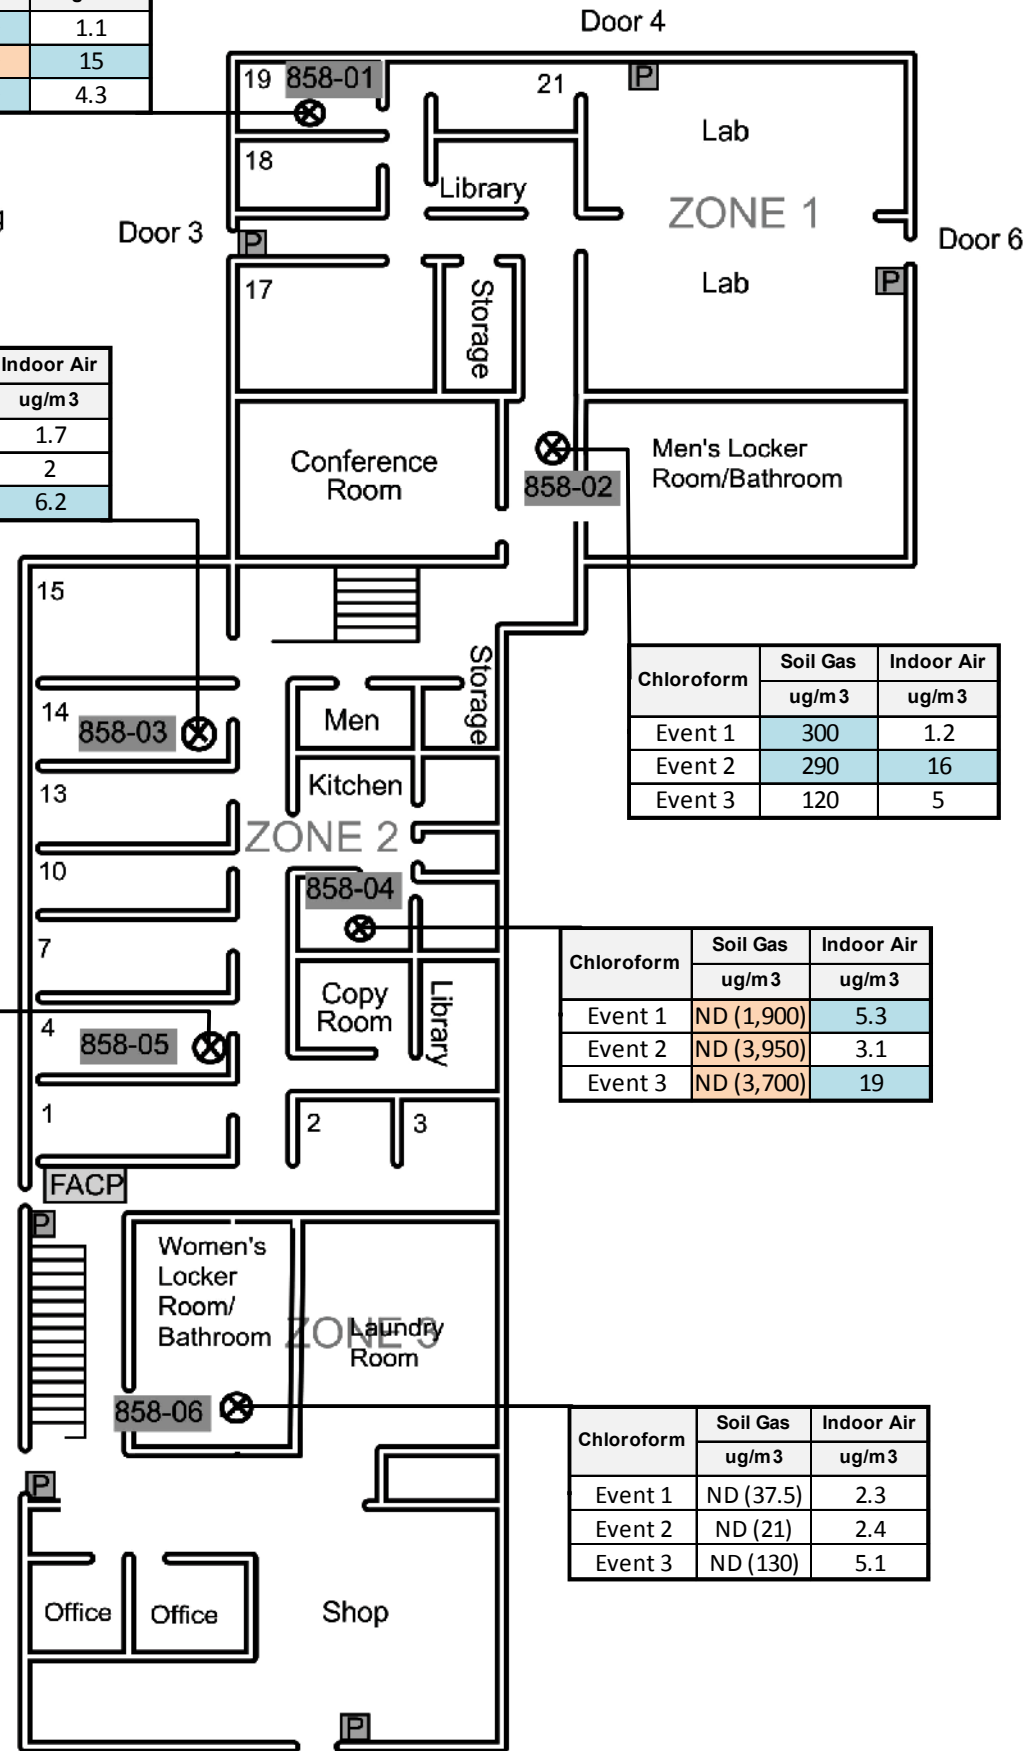 Door 4
1.1
15
4.3
19 858-01
21
P
Lab
18
Library
ZONE 1
g
Door 3
P
Door 6
17
Storage
Lab
P
Indoor Air
ug/m3
1.7
2
6.2
Conference
Room
858-02
Men's Locker
Room/Bathroom
15
Storage
14
858-03
Men
Chloroform Soil Gas Indoor Air
ug/m3 ug/m3
Event 1 300 1.2
Event 2 290 16
Event 3 120 5
13
Kitchen
ZONE 2
10
858-04
7
Chloroform Soil Gas Indoor Air
ug/m3 ug/m3
Event 1 ND (1,900) 5.3
Event 2 ND (3,950) 3.1
Event 3 ND (3,700) 19
Copy
Room
Library
4
858-05
1
2
3
FACP
P
Women's
Locker
Room/
Bathroom
ZONE 3
Laundry
Room
858-06
Chloroform Soil Gas Indoor Air
ug/m3 ug/m3
Event 1 ND (37.5) 2.3
Event 2 ND (21) 2.4
Event 3 ND (130) 5.1
P
Office
Office
Shop
P